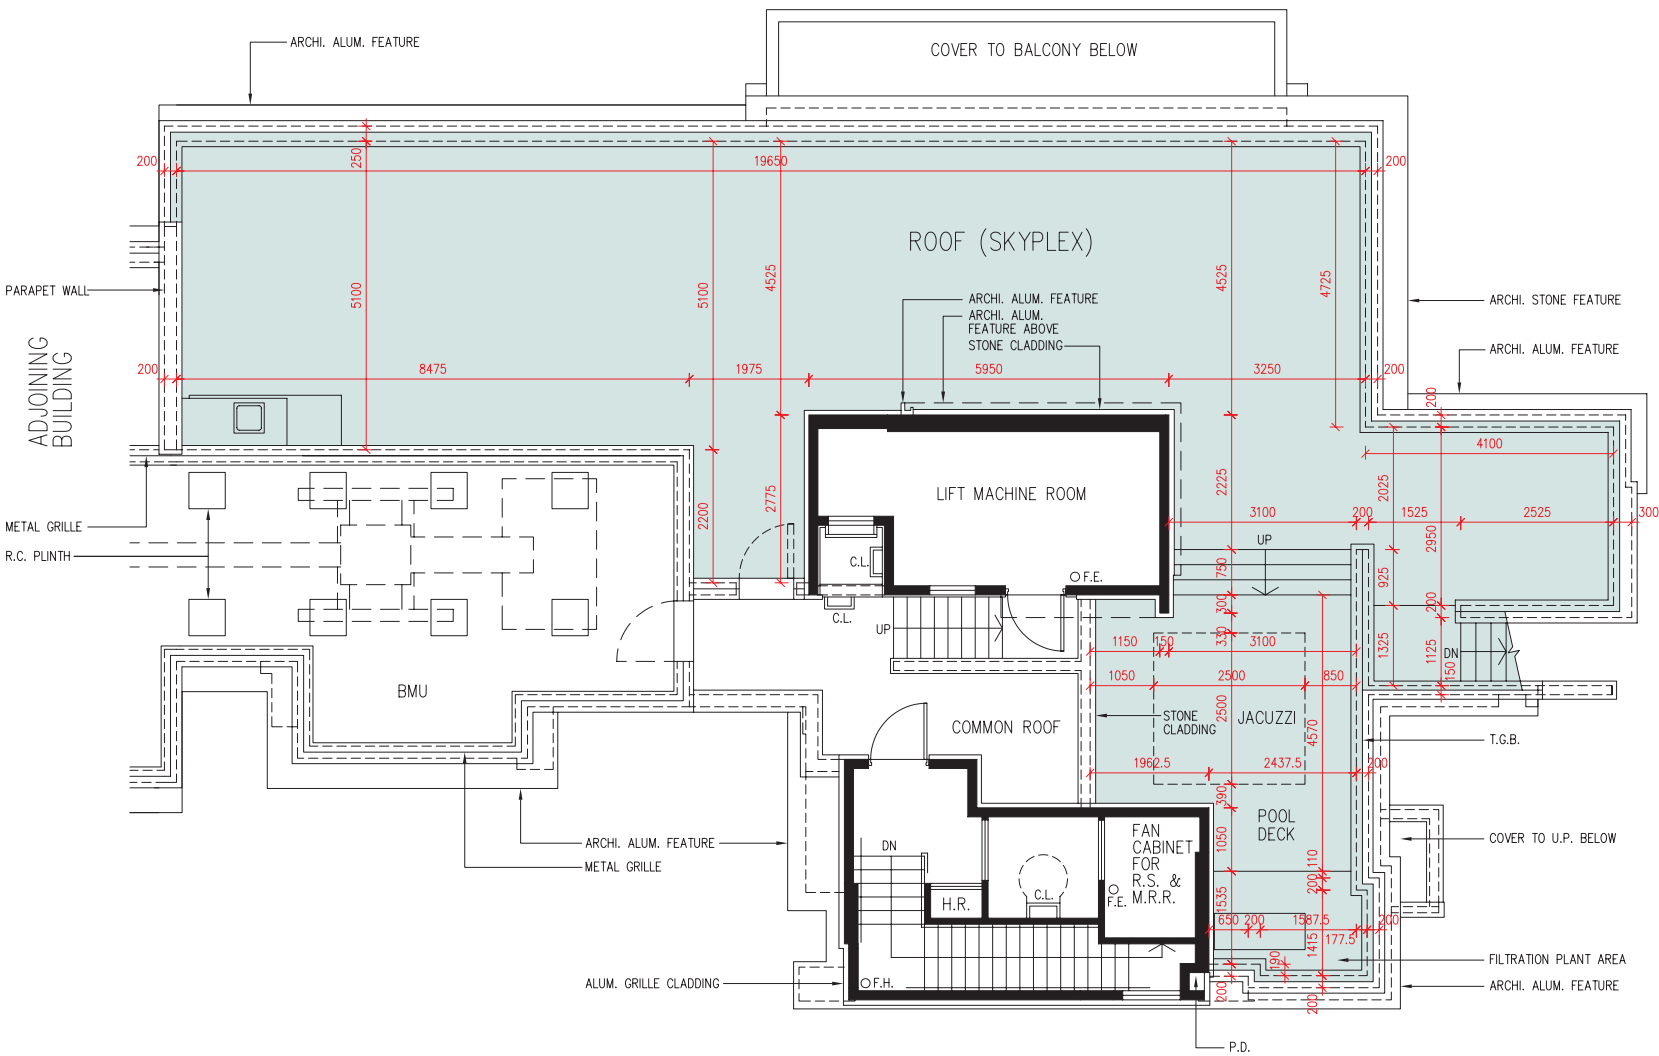 ARCHI. ALUM. FEATURE
COVER TO BALCONY BELOW
200
250
19650
200
ROOF (SKYPLEX)
5100
5100
4525
4525
4725
PARAPET WALL
ARCHI. ALUM. FEATURE
ARCHI. ALUM.
FEATURE ABOVE
STONE CLADDING
ARCHI. STONE FEATURE
ARCHI. ALUM. FEATURE
ADJOINING
BUILDING
200
8475
1975
5950
3250
200
200
4100
METAL GRILLE
R.C. PLINTH
2200
2775
LIFT MACHINE ROOM
2225
2025
3100
200
1525
2525
300
2950
UP
C.L.
F.E.
750
925
300
200
C.L.
UP
330
1150
150
3100
1325
1125
DN
150
BMU
1050
2500
850
2500
STONE
CLADDING
JACUZZI
4570
COMMON ROOF
T.G.B.
1962.5
2437.5
200
390
POOL
DECK
1050
COVER TO U.P. BELOW
ARCHI. ALUM. FEATURE
METAL GRILLE
DN
FAN
CABINET
FOR
R.S. &
M.R.R.
F.E.
110
200
H.R.
C.L.
1535
650
200
1587.5
200
177.5
1415
190
FILTRATION PLANT AREA
ALUM. GRILLE CLADDING
F.H.
200
200
ARCHI. ALUM. FEATURE
P.D.